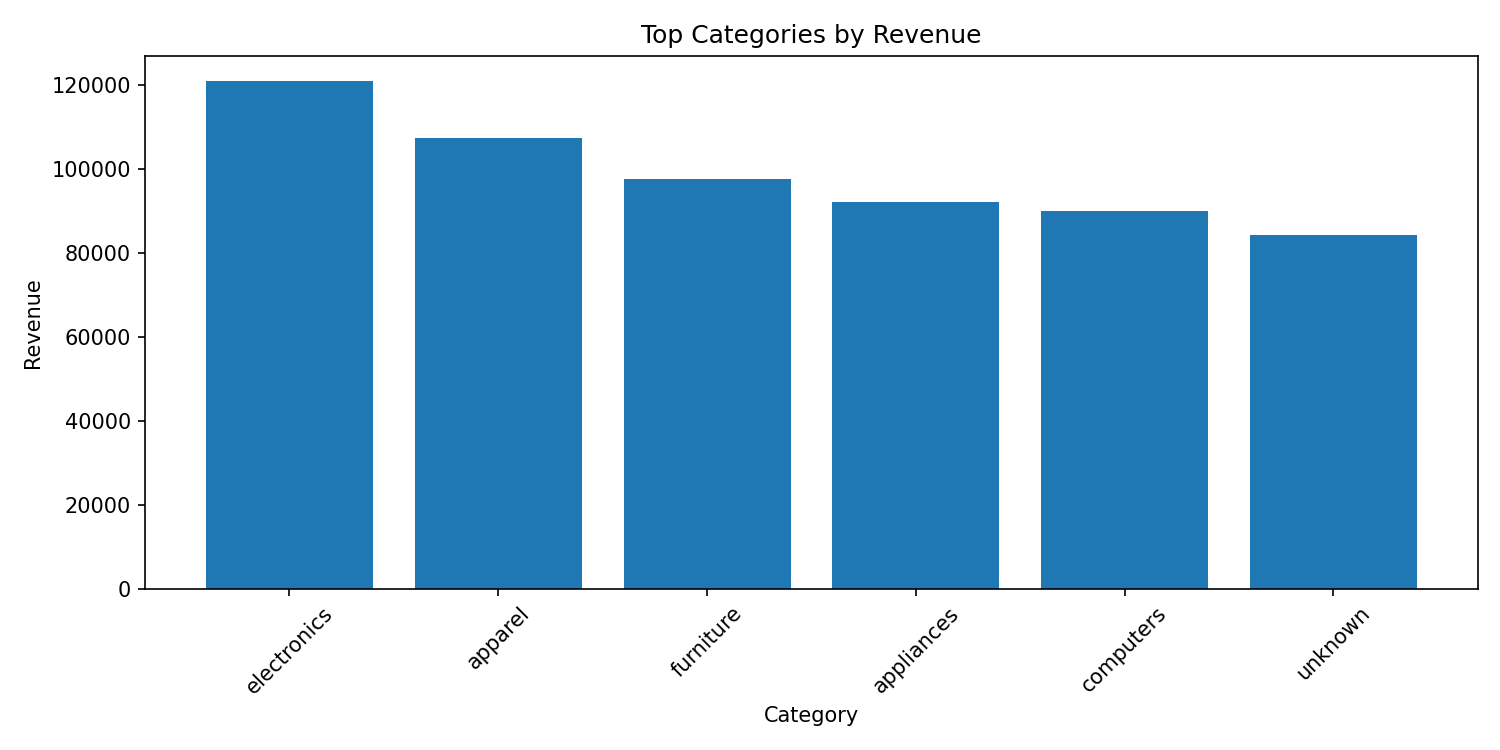 Top Categories by Revenue
120000
100000
80000
60000
40000
20000
0
Revenue
electronics
apparel
furniture
appliances
computers
unknown
Category